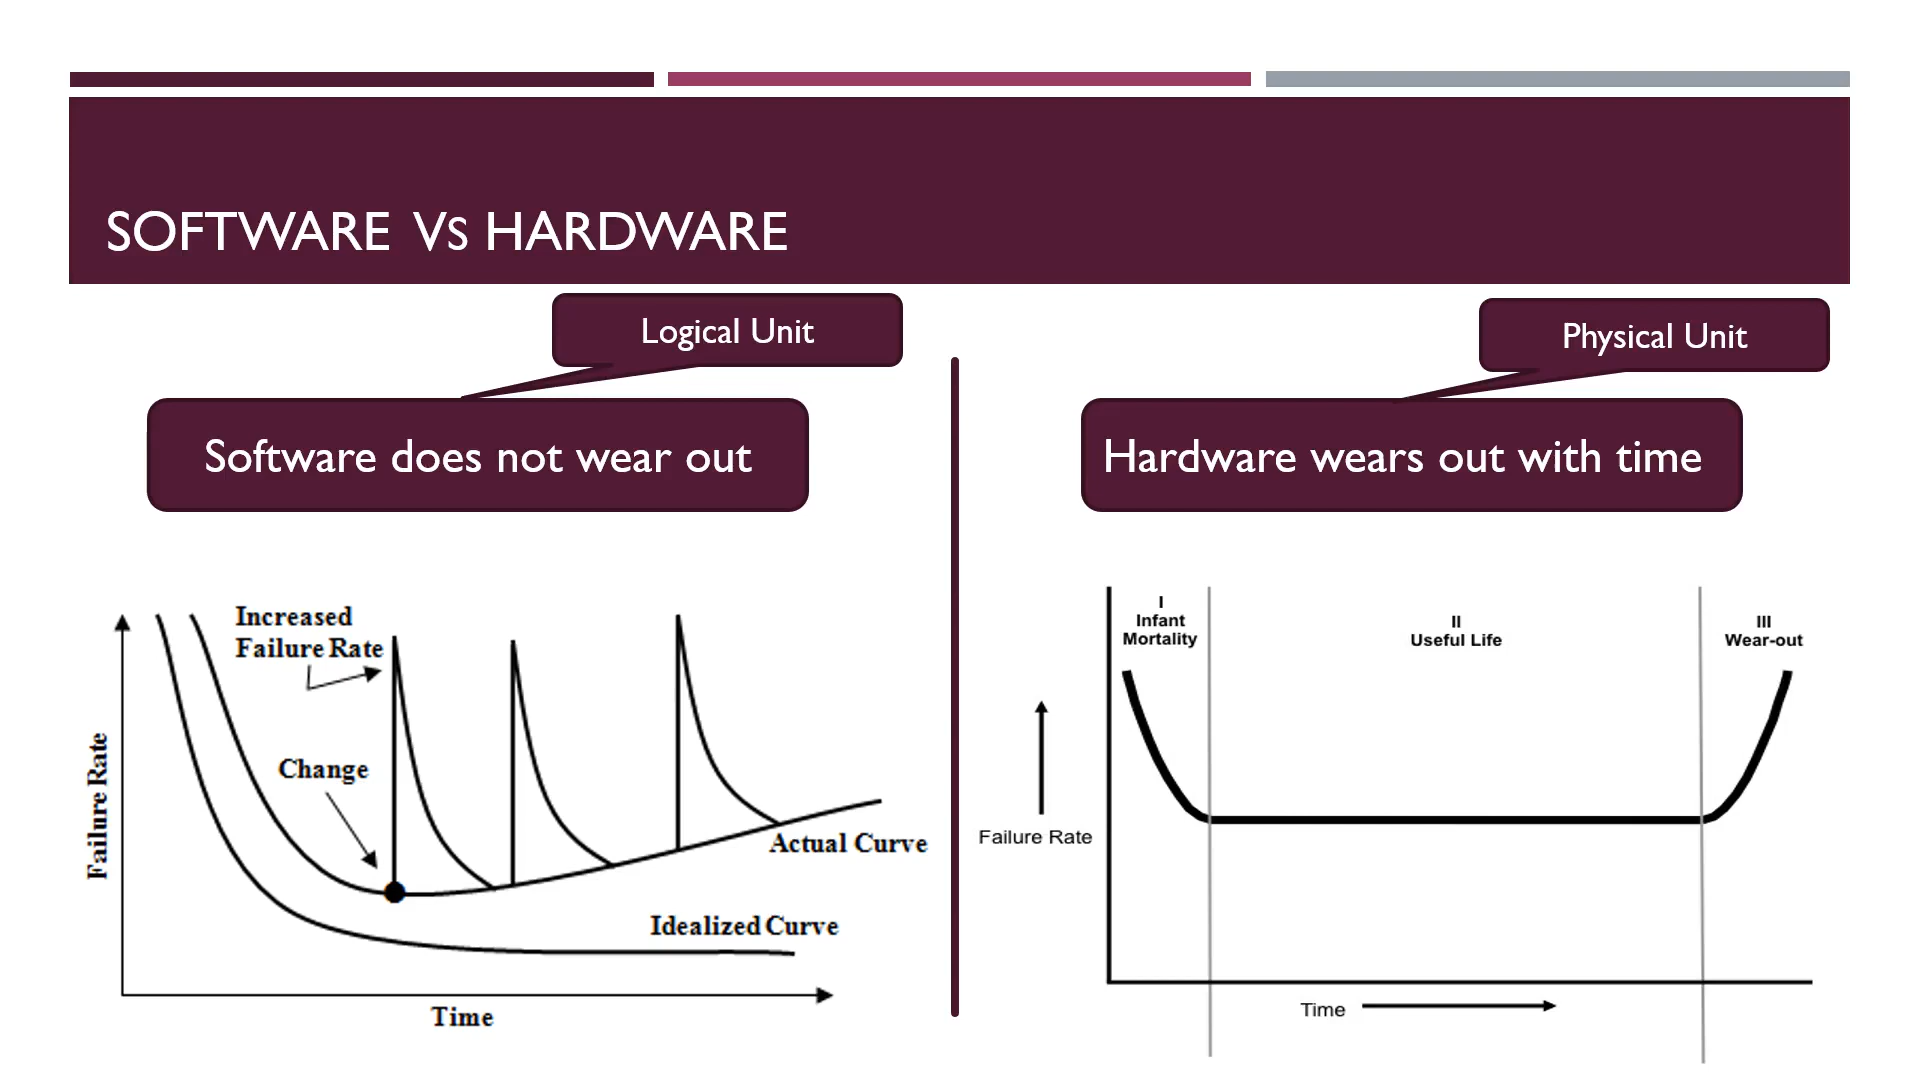 SOFTWARE VS HARDWARE
Logical Unit
Software does not wear out
Increased
Failure Rate
Change
Failure Rate
Actual Curve
Idealized Curve
Time
Physical Unit
Hardware wears out with time
I
Infant
Mortality
II
Useful Life
III
Wear-out
Failure Rate
Time